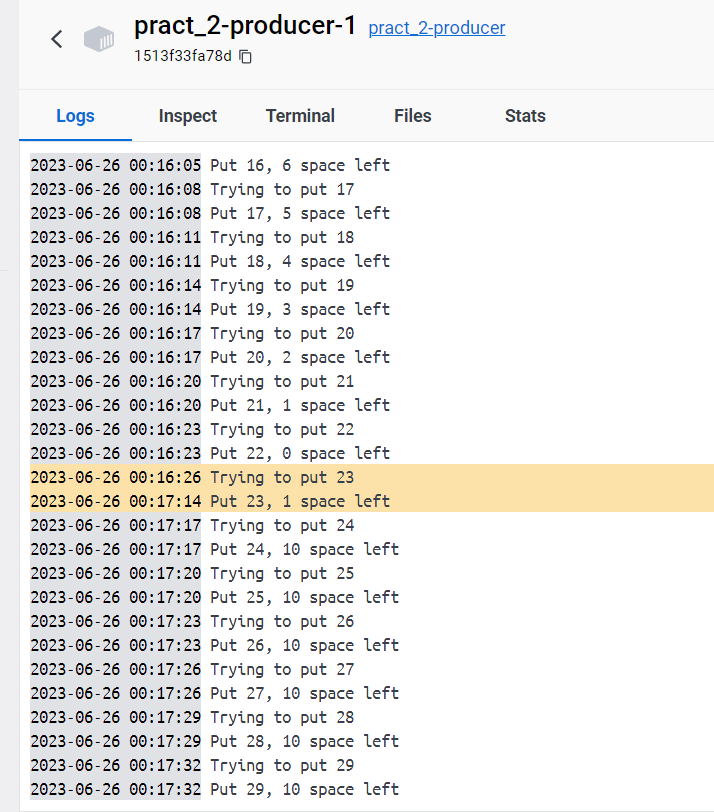 pract_2-producer-1 pract_2-producer
1513f33fa78d
Logs Inspect Terminal Files Stats
2023-06-26 00:16:05 Put 16, 6 space left
2023-06-26 00:16:08 Trying to put 17
2023-06-26 00:16:08 Put 17, 5 space left
2023-06-26 00:16:11 Trying to put 18
2023-06-26 00:16:11 Put 18, 4 space left
2023-06-26 00:16:14 Trying to put 19
2023-06-26 00:16:14 Put 19, 3 space left
2023-06-26 00:16:17 Trying to put 20
2023-06-26 00:16:17 Put 20, 2 space left
2023-06-26 00:16:20 Trying to put 21
2023-06-26 00:16:20 Put 21, 1 space left
2023-06-26 00:16:23 Trying to put 22
2023-06-26 00:16:23 Put 22, 0 space left
2023-06-26 00:16:26 Trying to put 23
2023-06-26 00:17:14 Put 23, 1 space left
2023-06-26 00:17:17 Trying to put 24
2023-06-26 00:17:17 Put 24, 10 space left
2023-06-26 00:17:20 Trying to put 25
2023-06-26 00:17:20 Put 25, 10 space left
2023-06-26 00:17:23 Trying to put 26
2023-06-26 00:17:23 Put 26, 10 space left
2023-06-26 00:17:26 Trying to put 27
2023-06-26 00:17:26 Put 27, 10 space left
2023-06-26 00:17:29 Trying to put 28
2023-06-26 00:17:29 Put 28, 10 space left
2023-06-26 00:17:32 Trying to put 29
2023-06-26 00:17:32 Put 29, 10 space left